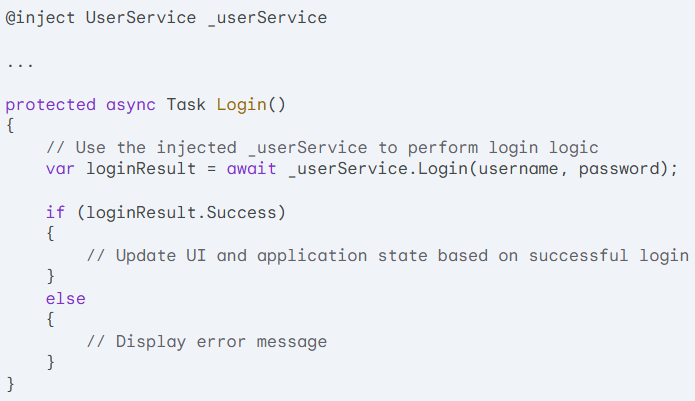 @inject UserService _userService
...
protected async Task Login()
{
    // Use the injected _userService to perform login logic
    var loginResult = await _userService.Login(username, password);
    if (loginResult.Success)
    {
        // Update UI and application state based on successful login
    }
    else
    {
        // Display error message
    }
}